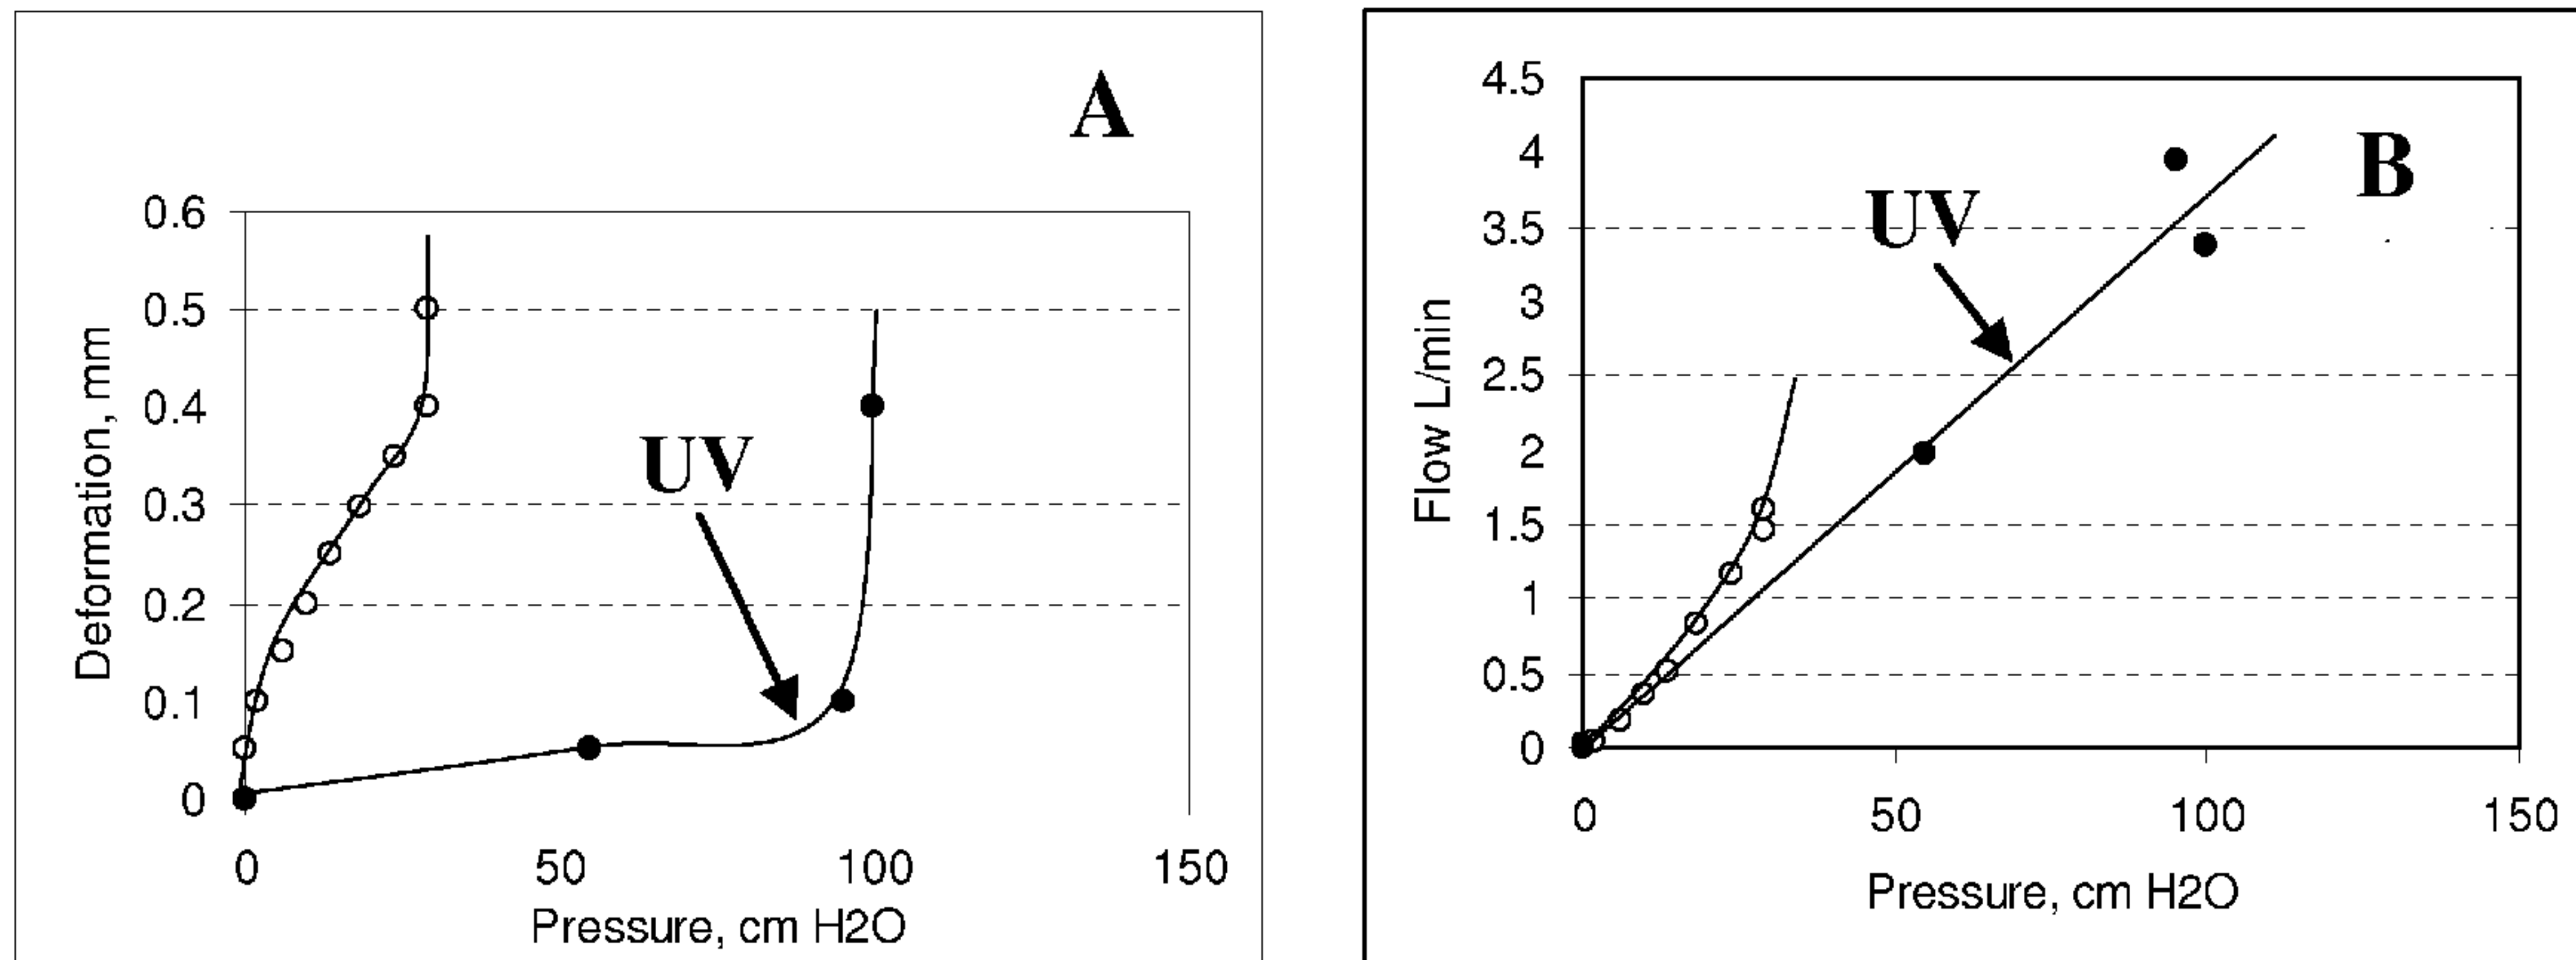 A
0.6
0.5
0.4
0.3
0.2
0.1
0
Deformation, mm
UV
0 50 100 150
Pressure, cm H2O
B
4.5
4
3.5
3
2.5
2
1.5
1
0.5
0
Flow L/min
UV
0 50 100 150
Pressure, cm H2O